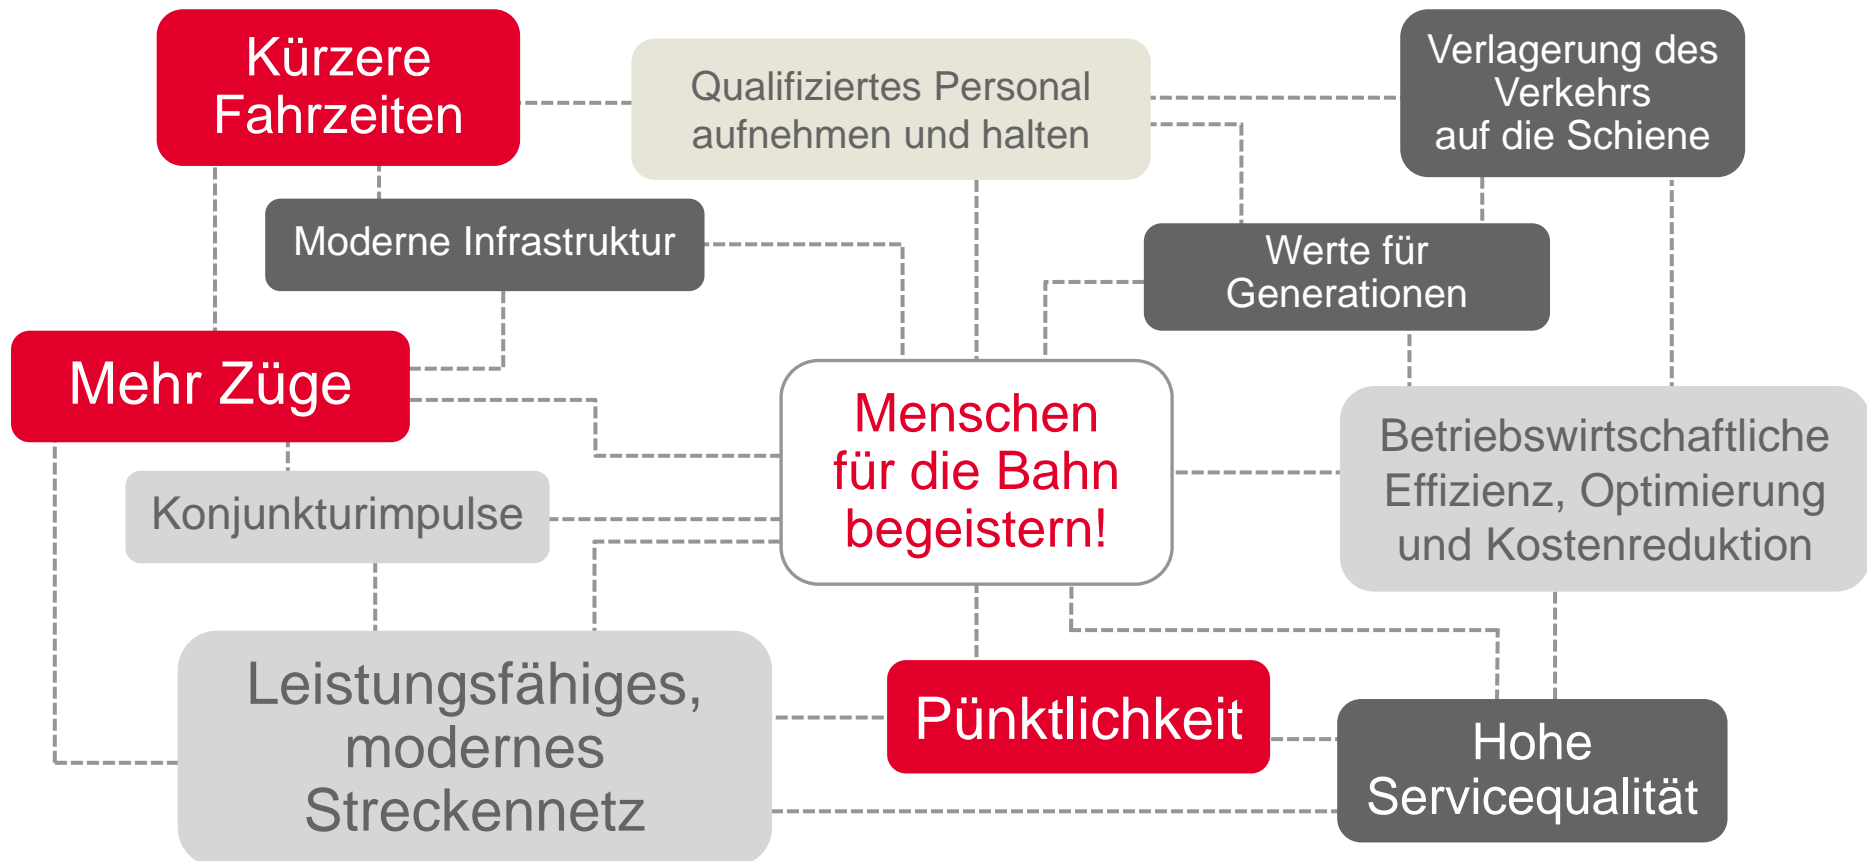 Kürzere
Fahrzeiten
Qualifiziertes Personal
aufnehmen und halten
Verlagerung des
Verkehrs
auf die Schiene
Moderne Infrastruktur
Werte für
Generationen
Mehr Züge
Menschen
für die Bahn
begeistern!
Betriebswirtschaftliche
Effizienz, Optimierung
und Kostenreduktion
Konjunkturimpulse
Leistungsfähiges,
modernes
Streckennetz
Pünktlichkeit
Hohe
Servicequalität